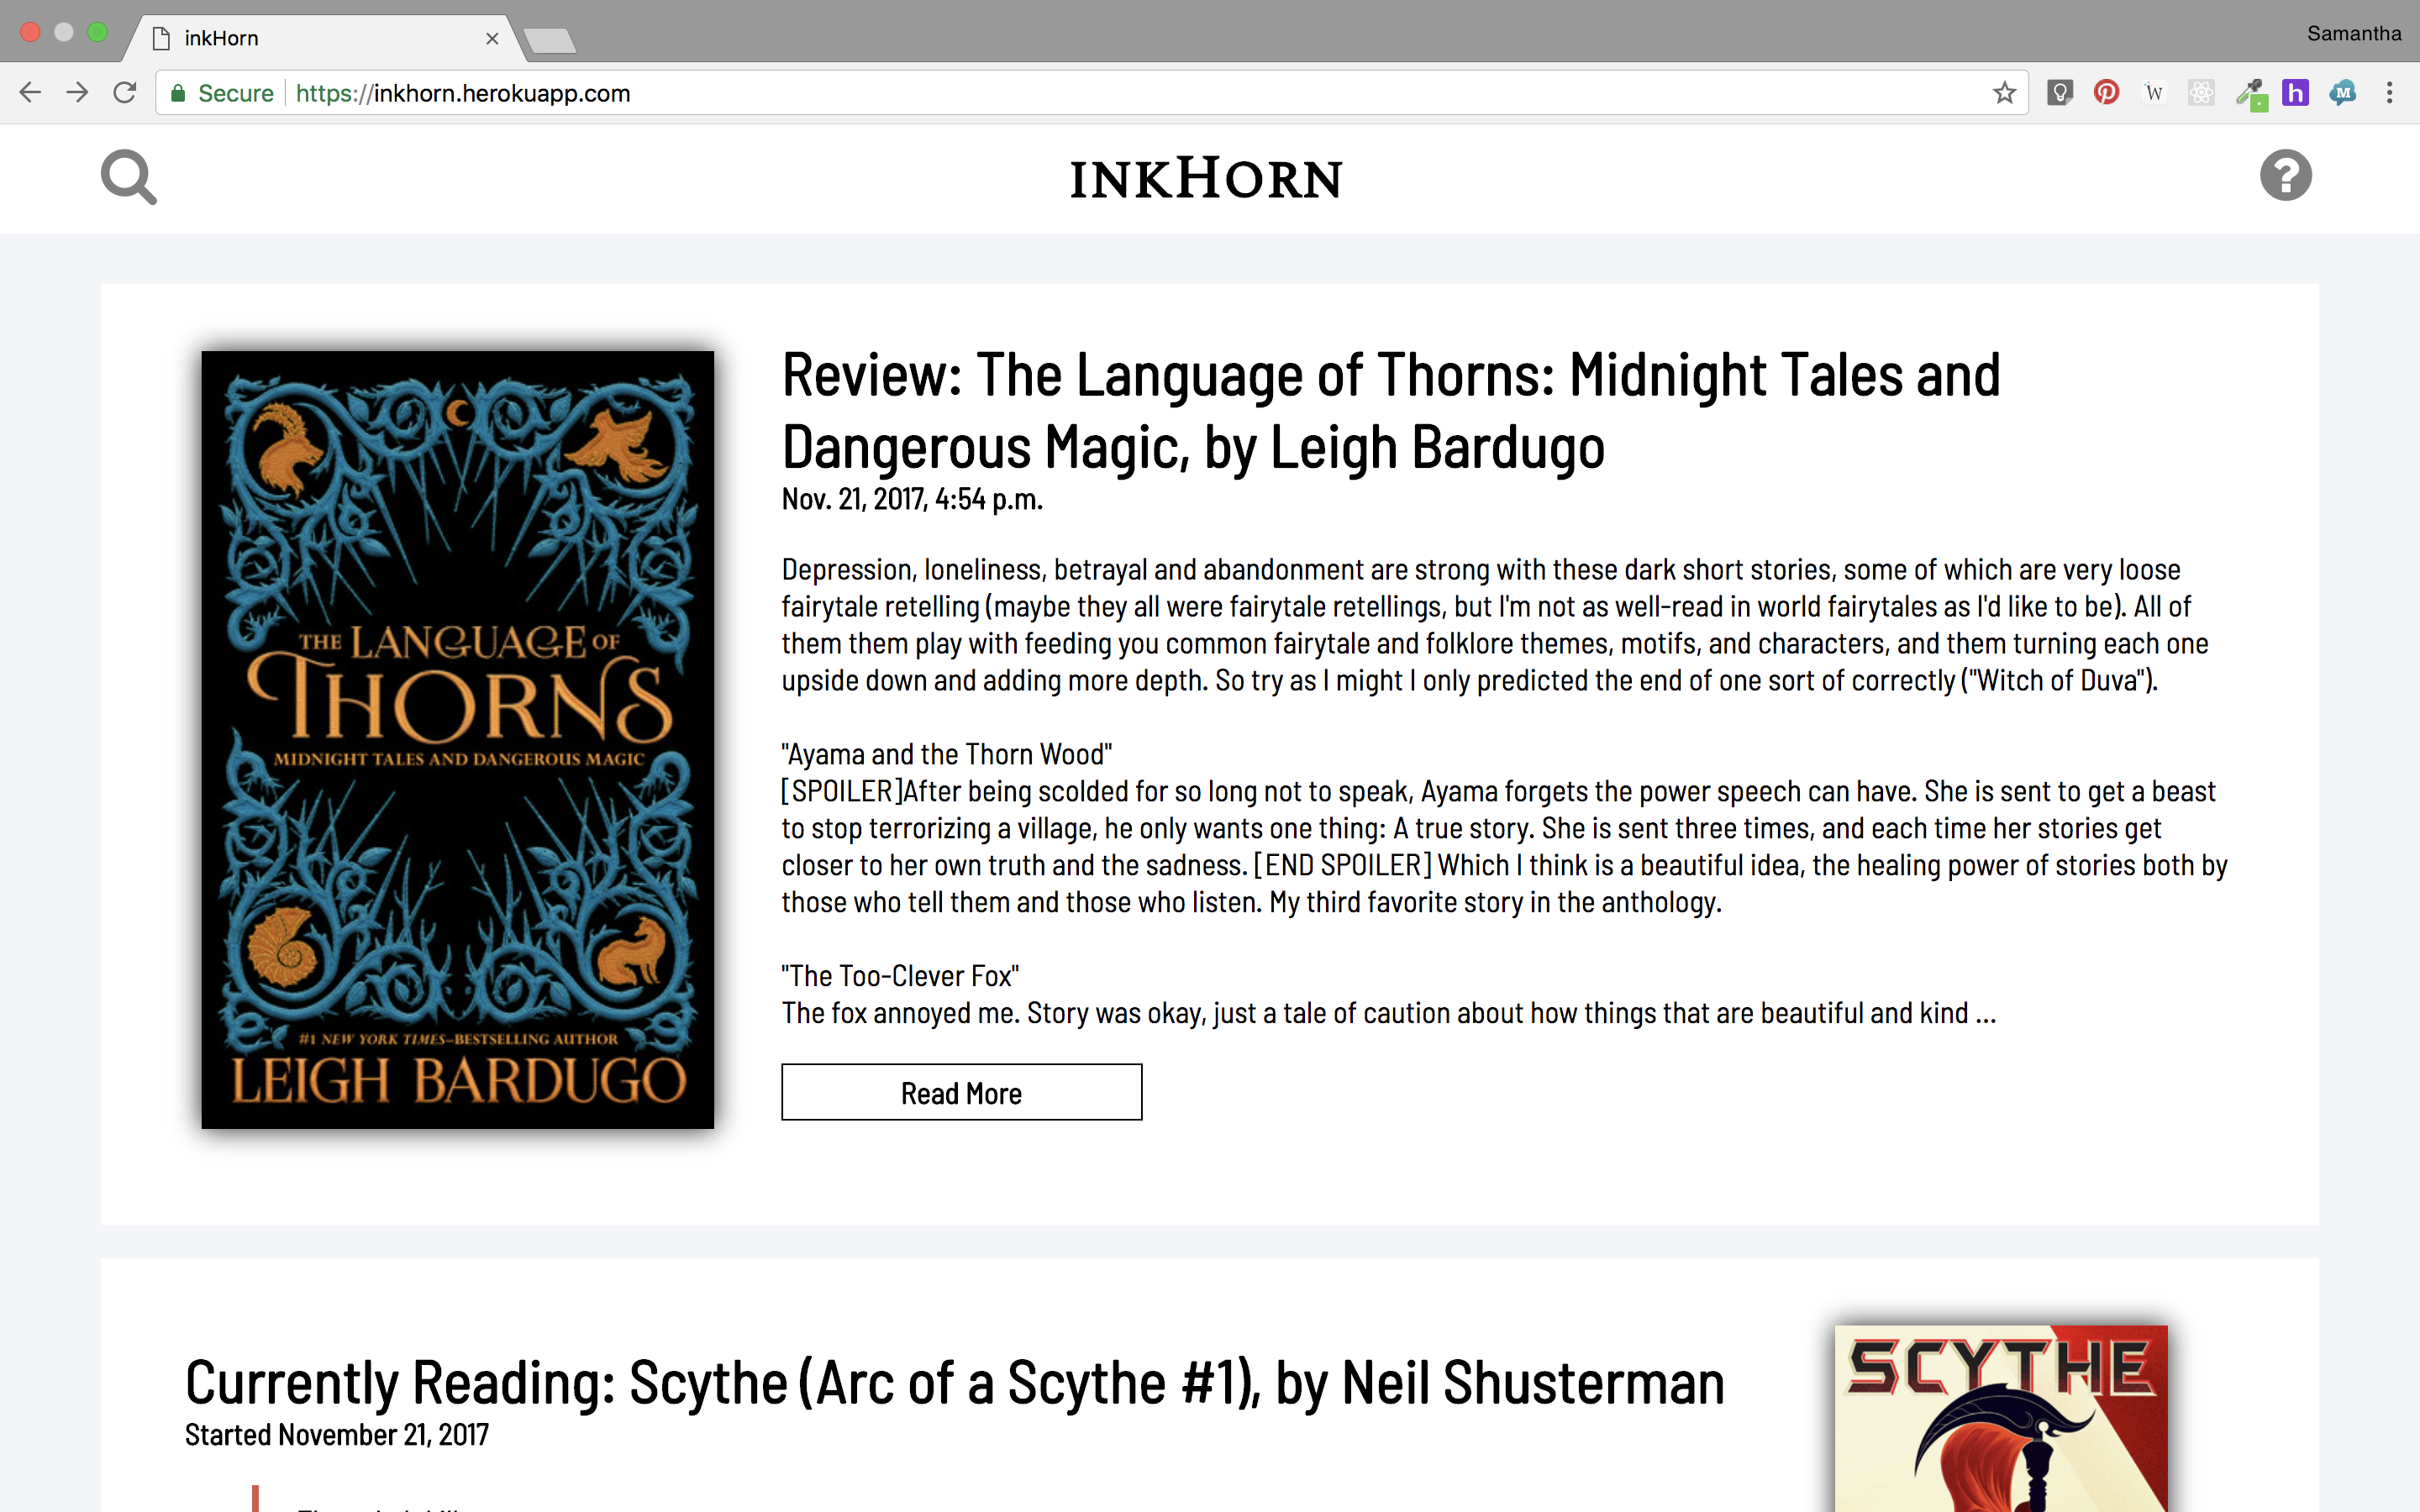 inkHorn
Samantha
Secure https://inkhorn.herokuapp.com
W
h
M
INKHORN
?
Review: The Language of Thorns: Midnight Tales and
Dangerous Magic, by Leigh Bardugo
Nov. 21, 2017, 4:54 p.m.
Depression, loneliness, betrayal and abandonment are strong with these dark short stories, some of which are very loose
fairytale retelling (maybe they all were fairytale retellings, but I'm not as well-read in world fairytales as I'd like to be). All of
them them play with feeding you common fairytale and folklore themes, motifs, and characters, and them turning each one
upside down and adding more depth. So try as I might I only predicted the end of one sort of correctly ("Witch of Duva").
"Ayama and the Thorn Wood"
[SPOILER]After being scolded for so long not to speak, Ayama forgets the power speech can have. She is sent to get a beast
to stop terrorizing a village, he only wants one thing: A true story. She is sent three times, and each time her stories get
closer to her own truth and the sadness. [END SPOILER] Which I think is a beautiful idea, the healing power of stories both by
those who tell them and those who listen. My third favorite story in the anthology.
"The Too-Clever Fox"
The fox annoyed me. Story was okay, just a tale of caution about how things that are beautiful and kind ...
Read More
THE LANGUAGE OF
THORNS
MIDNIGHT TALES AND DANGEROUS MAGIC
#1 NEW YORK TIMES–BESTSELLING AUTHOR
LEIGH BARDUGO
Currently Reading: Scythe (Arc of a Scythe #1), by Neil Shusterman
Started November 21, 2017
SCYTHE